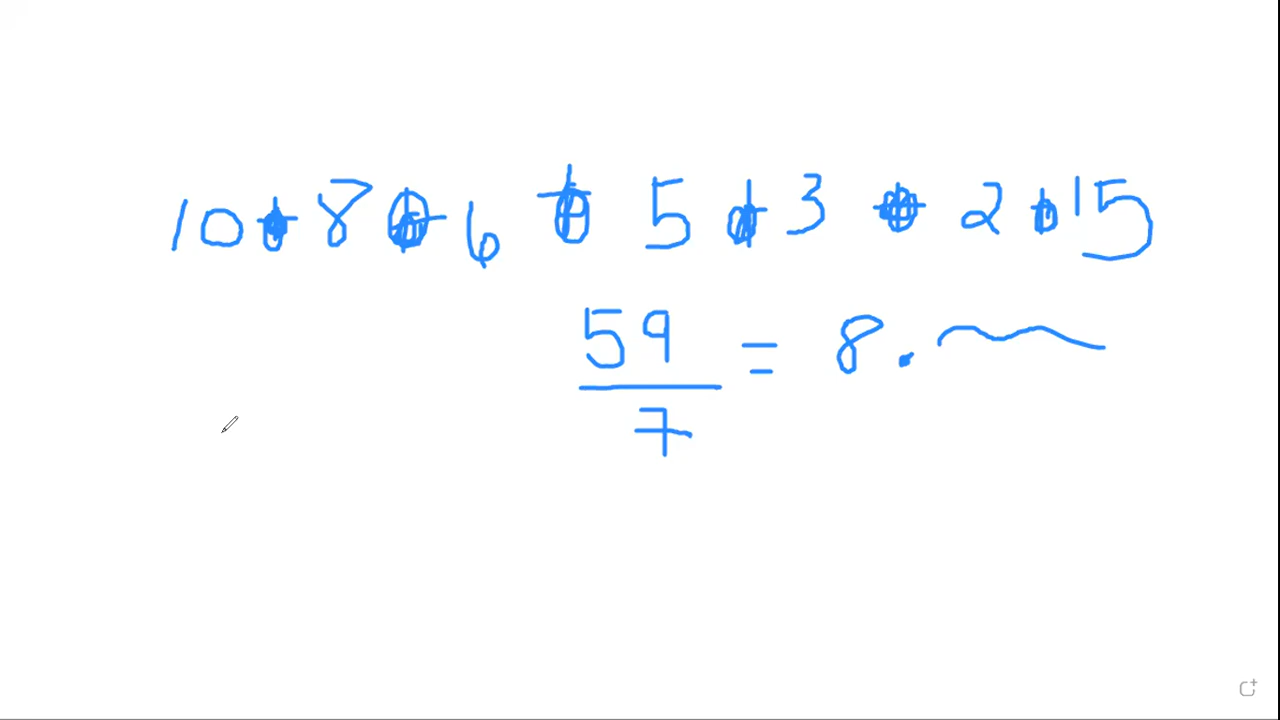 10 + 8 + 6 + 5 + 3 + 2 + 15
59
— = 8.
7